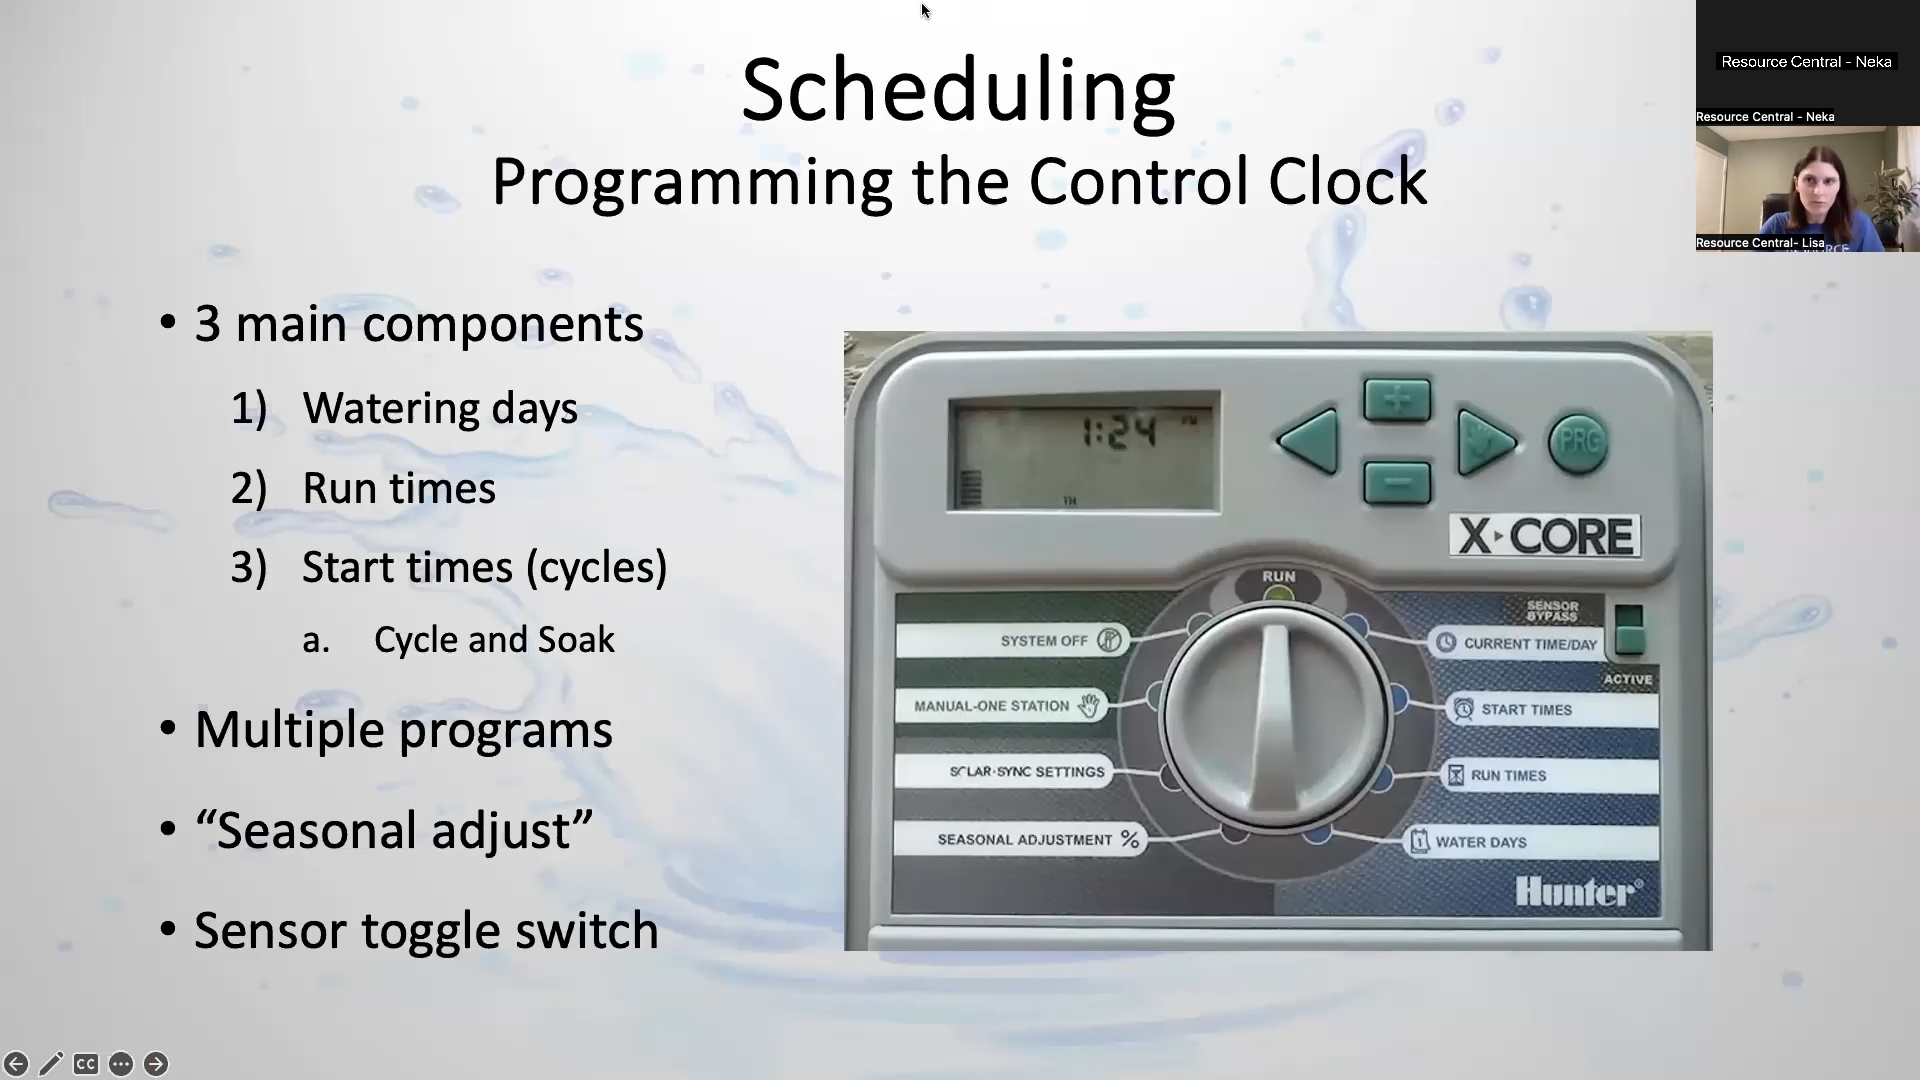 Scheduling
Programming the Control Clock
Resource Central - Neka
Resource Central - Neka
Resource Central- Lisa
• 3 main components
1) Watering days
2) Run times
3) Start times (cycles)
a. Cycle and Soak
• Multiple programs
• “Seasonal adjust”
• Sensor toggle switch
1:24 PM
TH
+
-
PRG
X-CORE
RUN
SENSOR
BYPASS
SYSTEM OFF
CURRENT TIME/DAY
ACTIVE
MANUAL-ONE STATION
START TIMES
SOLAR-SYNC SETTINGS
RUN TIMES
SEASONAL ADJUSTMENT %
1 WATER DAYS
Hunter®
CC